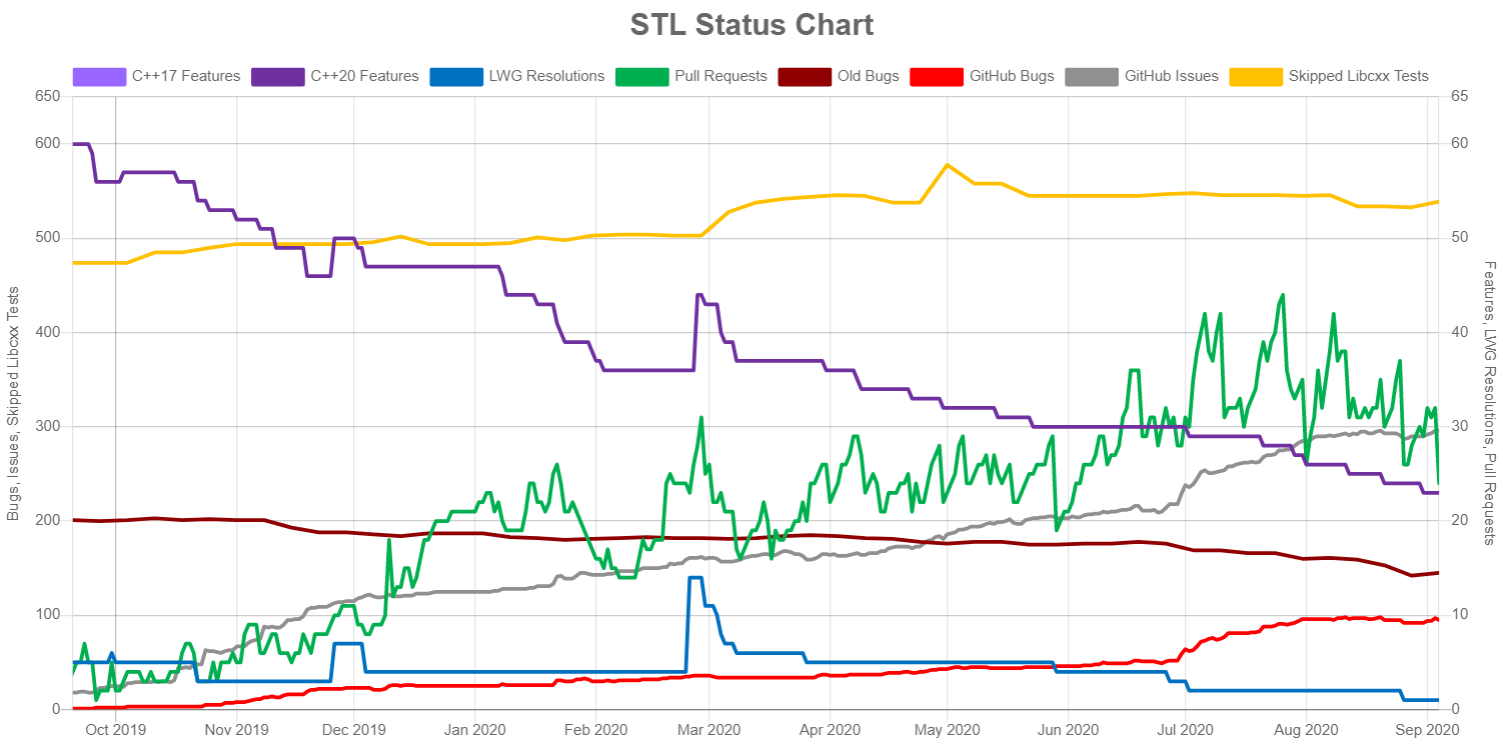 STL Status Chart
C++17 Features C++20 Features LWG Resolutions Pull Requests Old Bugs GitHub Bugs GitHub Issues Skipped Libcxx Tests
650 65
600 60
500 50
400 40
300 30
200 20
100 10
0 0
Bugs, Issues, Skipped Libcxx Tests
Features, LWG Resolutions, Pull Requests
Oct 2019 Nov 2019 Dec 2019 Jan 2020 Feb 2020 Mar 2020 Apr 2020 May 2020 Jun 2020 Jul 2020 Aug 2020 Sep 2020